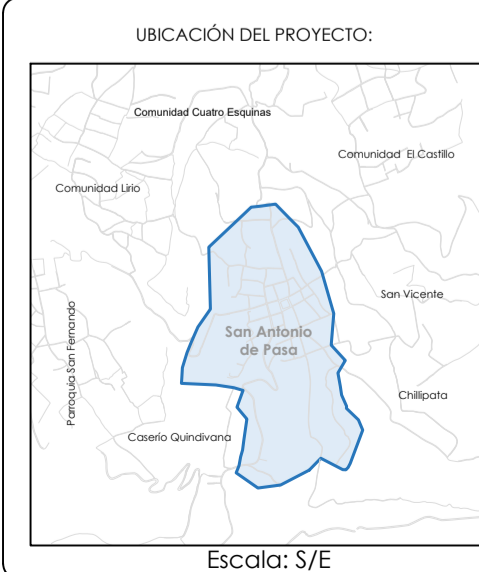 UBICACIÓN DEL PROYECTO:
Comunidad Cuatro Esquinas
Comunidad El Castillo
Comunidad Lirio
San Vicente
Parroquia San Fernando
San Antonio
de Pasa
Chillipata
Caserío Quindivana
Escala: S/E